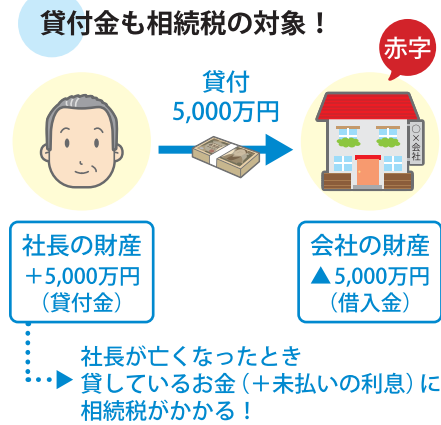 貸付金も相続税の対象！
赤字
貸付
5,000万円
○×会社
社長の財産
＋5,000万円
（貸付金）
会社の財産
▲5,000万円
（借入金）
社長が亡くなったとき
貸しているお金（＋未払いの利息）に
相続税がかかる！